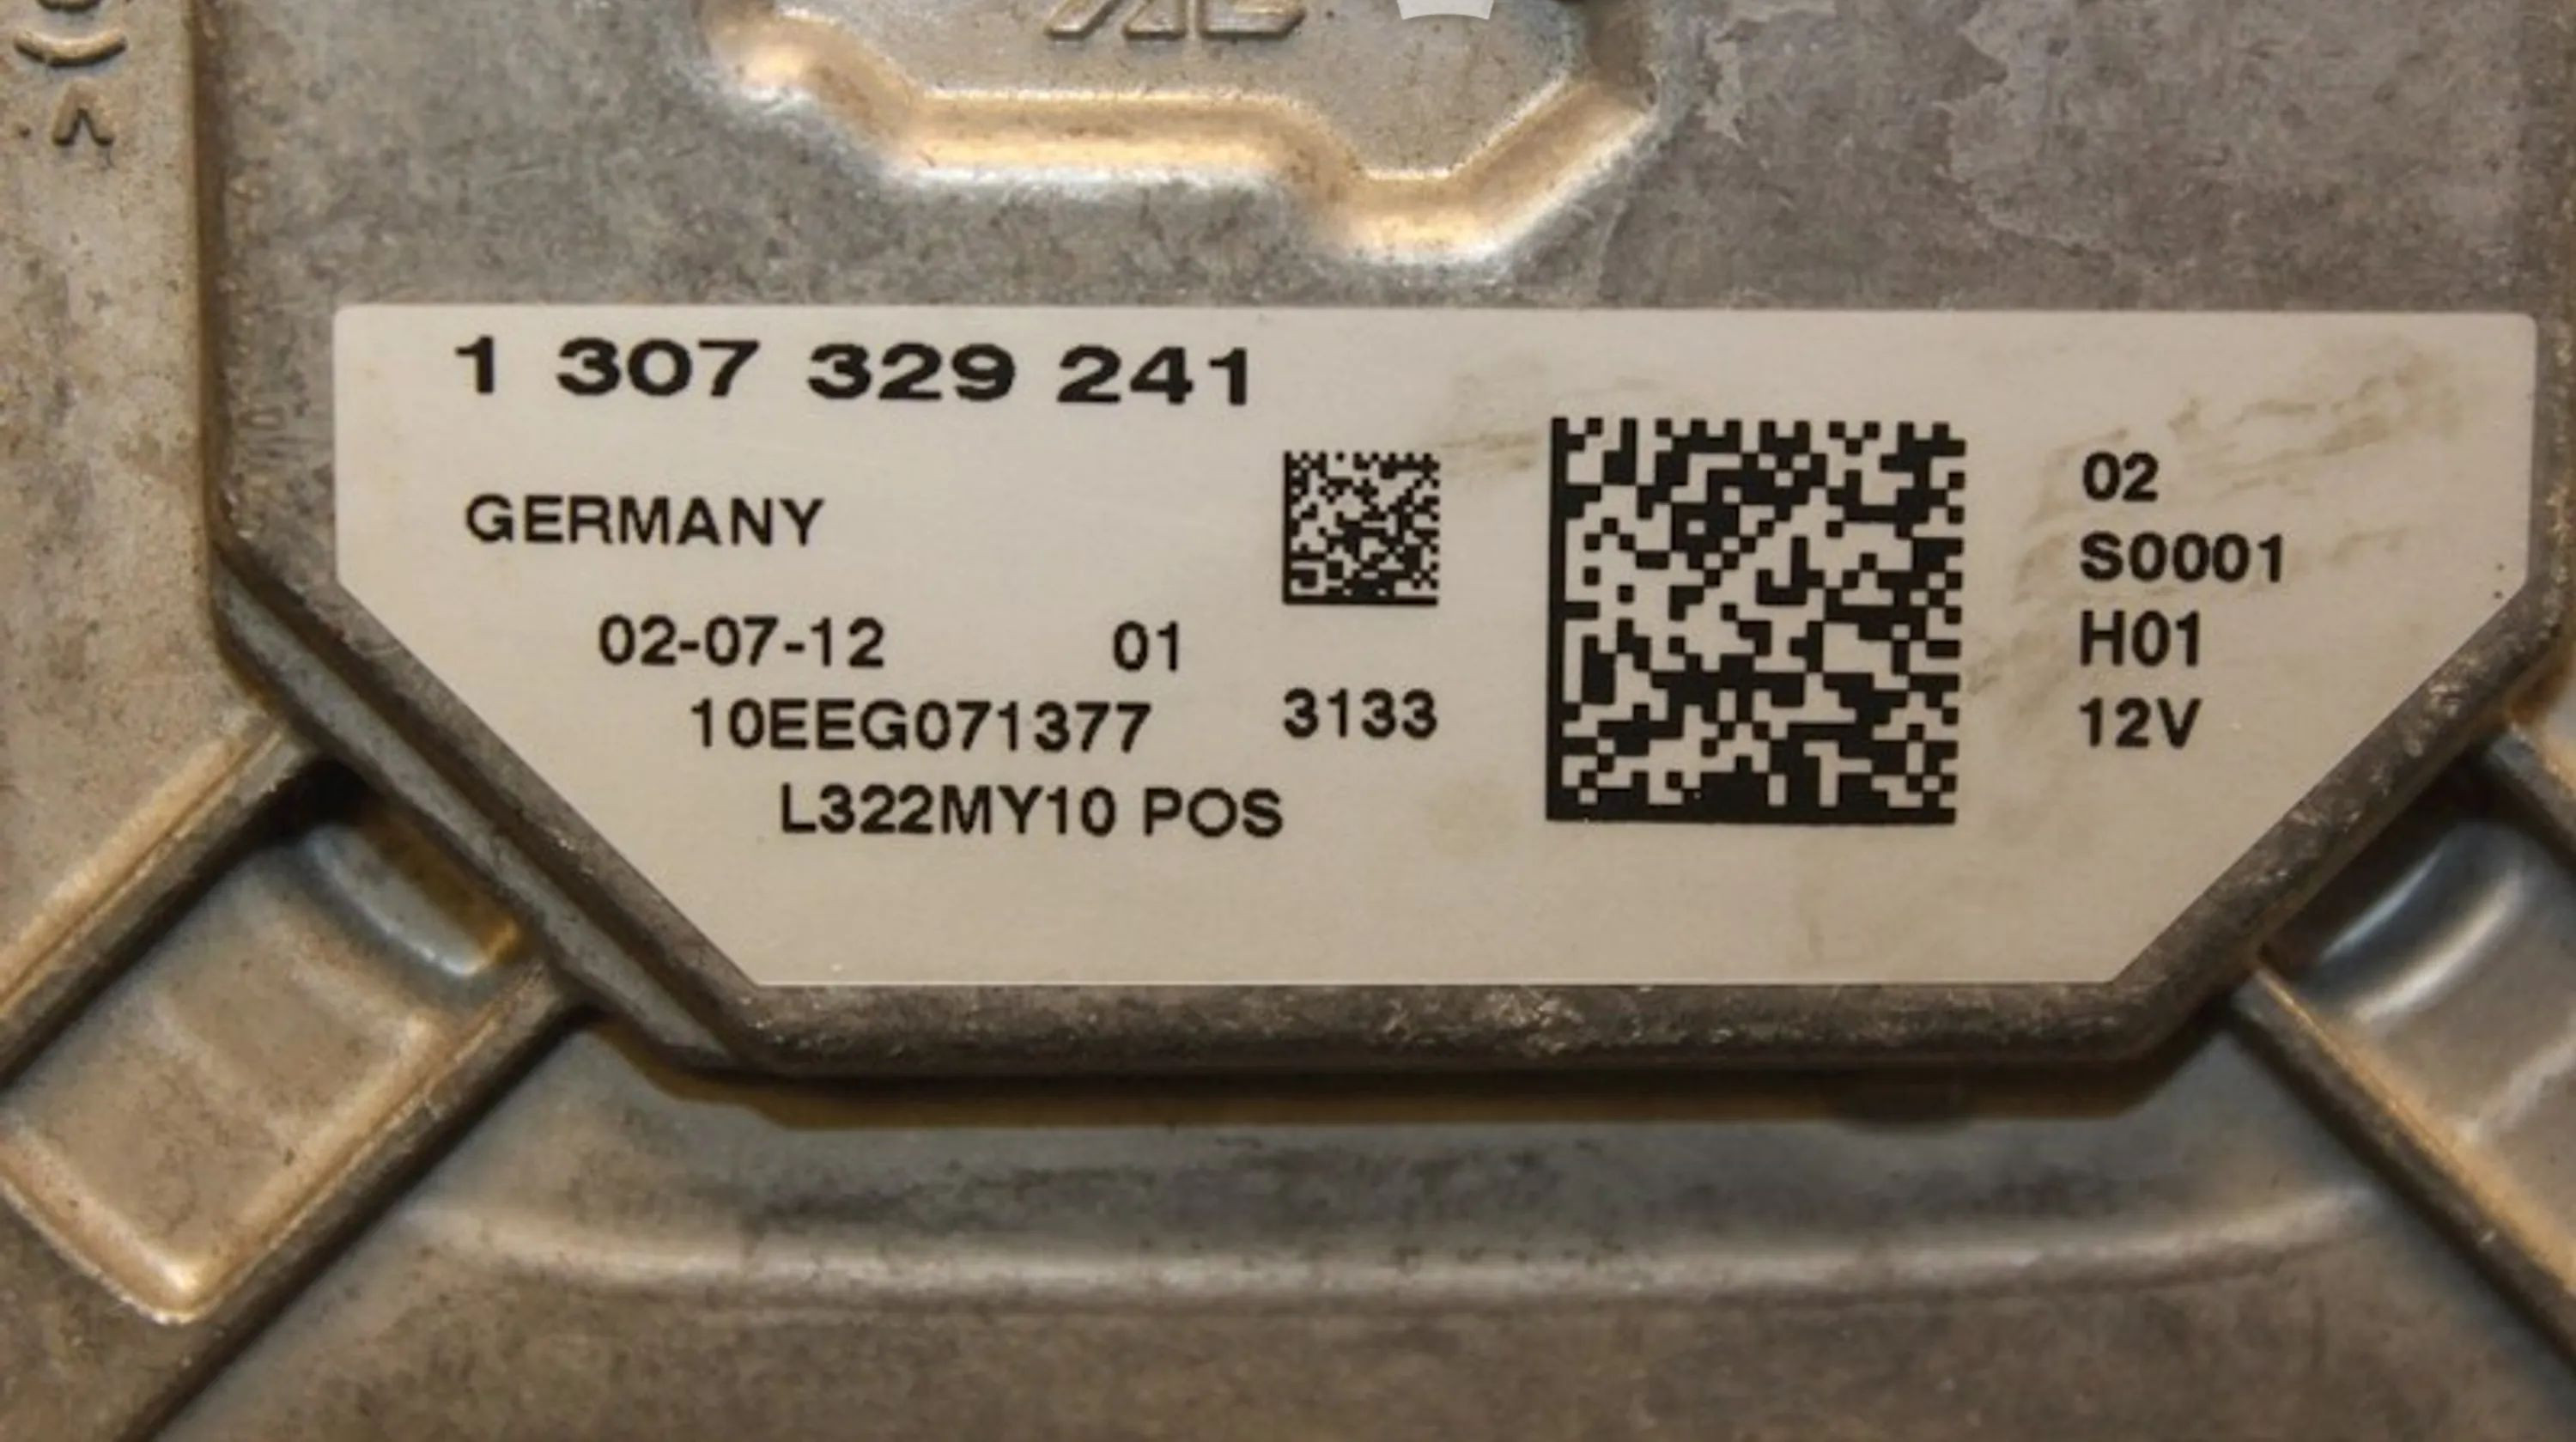 1 307 329 241
GERMANY
02-07-12 01
10EEG071377 3133
L322MY10 POS
02
S0001
H01
12V